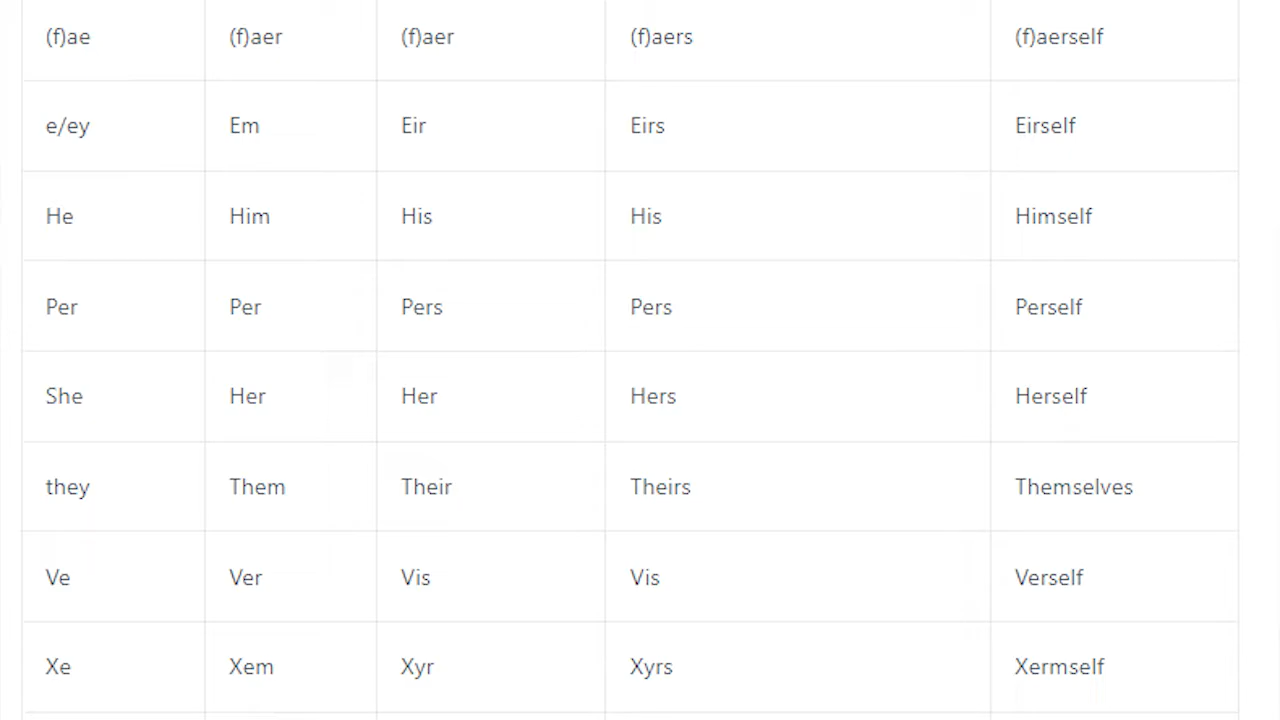 (f)ae (f)aer (f)aer (f)aers (f)aerself
e/ey Em Eir Eirs Eirself
He Him His His Himself
Per Per Pers Pers Perself
She Her Her Hers Herself
they Them Their Theirs Themselves
Ve Ver Vis Vis Verself
Xe Xem Xyr Xyrs Xermself